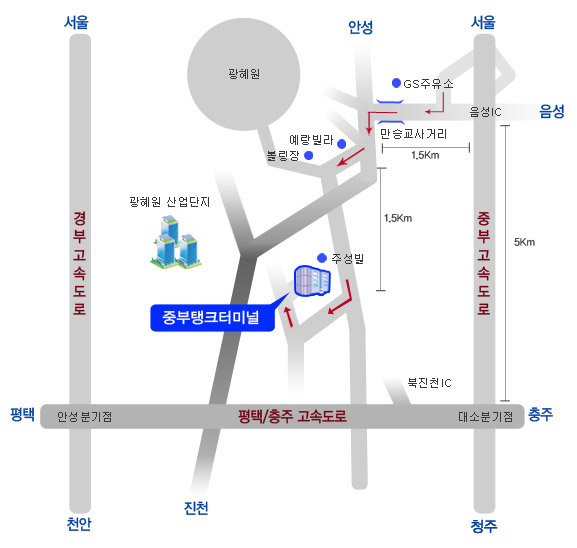 서울
안성
서울
광혜원
GS주유소
음성IC
음성
만승교사거리
예랑빌라
볼링장
1.5Km
광혜원 산업단지
1.5Km
경부고속도로
중부고속도로
5Km
주성빌
중부탱크터미널
북진천IC
평택
안성분기점
평택/충주 고속도로
대소분기점
충주
진천
천안
청주